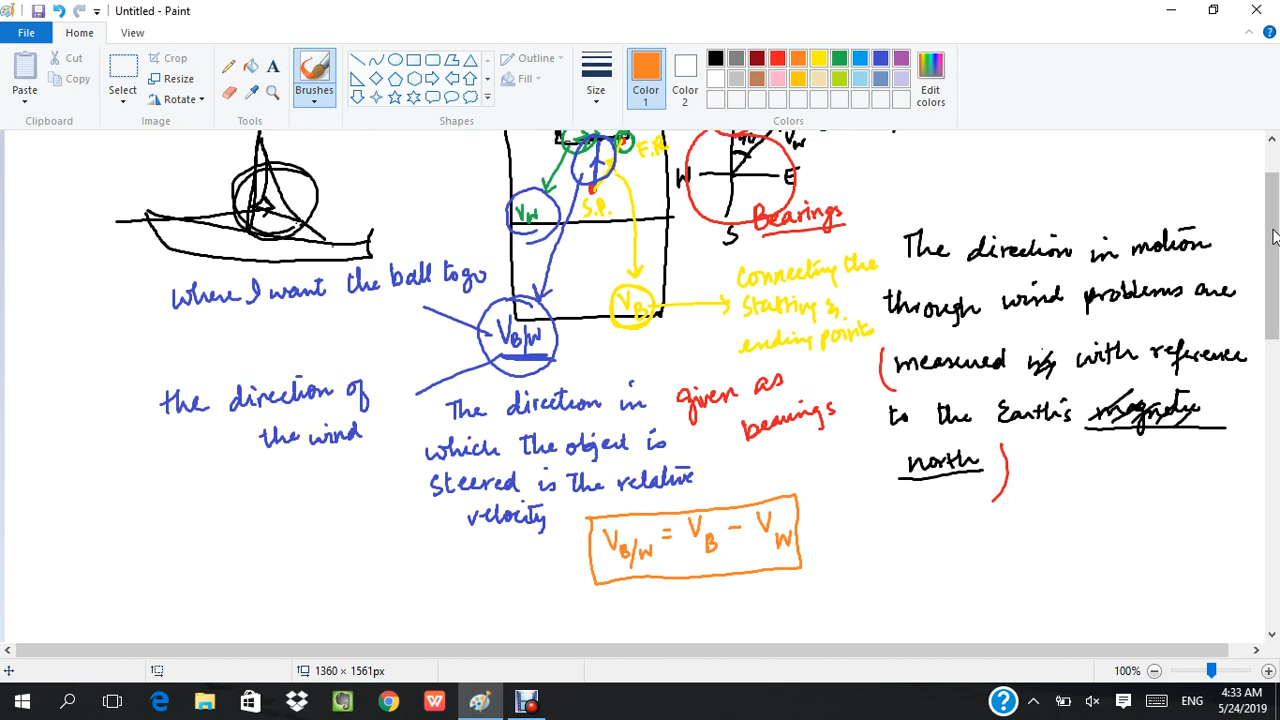 Untitled - Paint
File
Home
View
Paste
Cut
Copy
Clipboard
Select
Crop
Resize
Rotate
Image
A
Tools
Brushes
Outline
Fill
Shapes
Size
Color 1
Color 2
Edit colors
Colors
E.P.
S.P.
Vw
W
E
S
Vw
Bearings
where I want the ball to go
VB/W
VB
Connecting the
Starting &
ending points
the direction of
the wind
The direction in
which the object is
steered is the relative
velocity
given as
bearings
The direction in motion
through wind problems are
(measured is with reference
to the Earth's magnetic
north)
VB/W = VB - VW
1360 × 1561px
100%
W
ENG
4:33 AM
5/24/2019